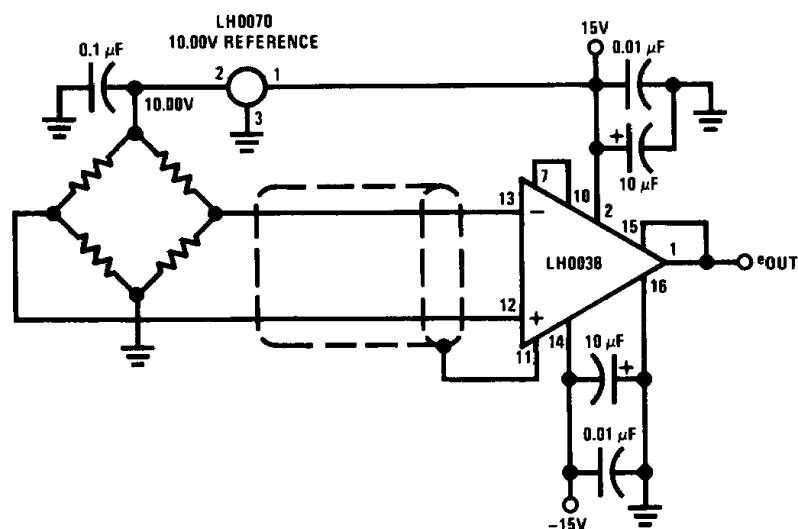 LH0070
10.00V REFERENCE
0.1 μF
2
1
3
10.00V
15V
0.01 μF
+
10 μF
7
10
2
13
−
15
LH0038
1
eOUT
16
12
+
11
14
10 μF
+
0.01 μF
−15V